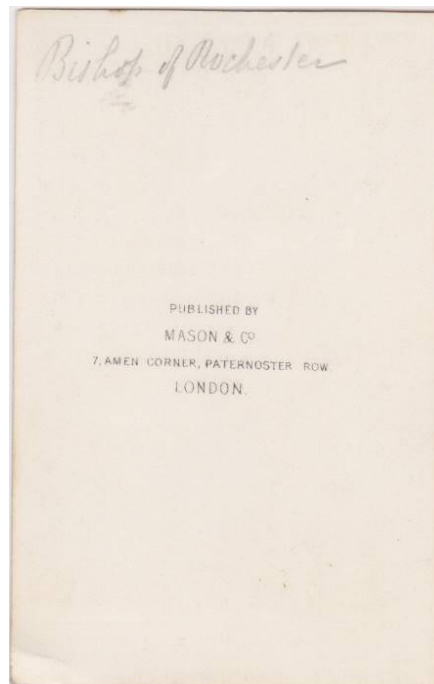 Bishop of Rochester
PUBLISHED BY
MASON & Co
7, AMEN CORNER, PATERNOSTER ROW.
LONDON.